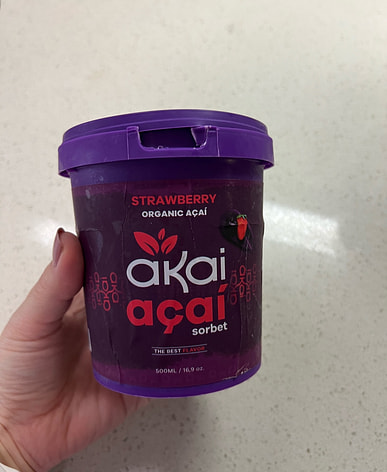 STRAWBERRY
ORGANIC AÇAÍ
akai
açaí
sorbet
THE BEST FLAVOR
500ML / 16,9 oz.